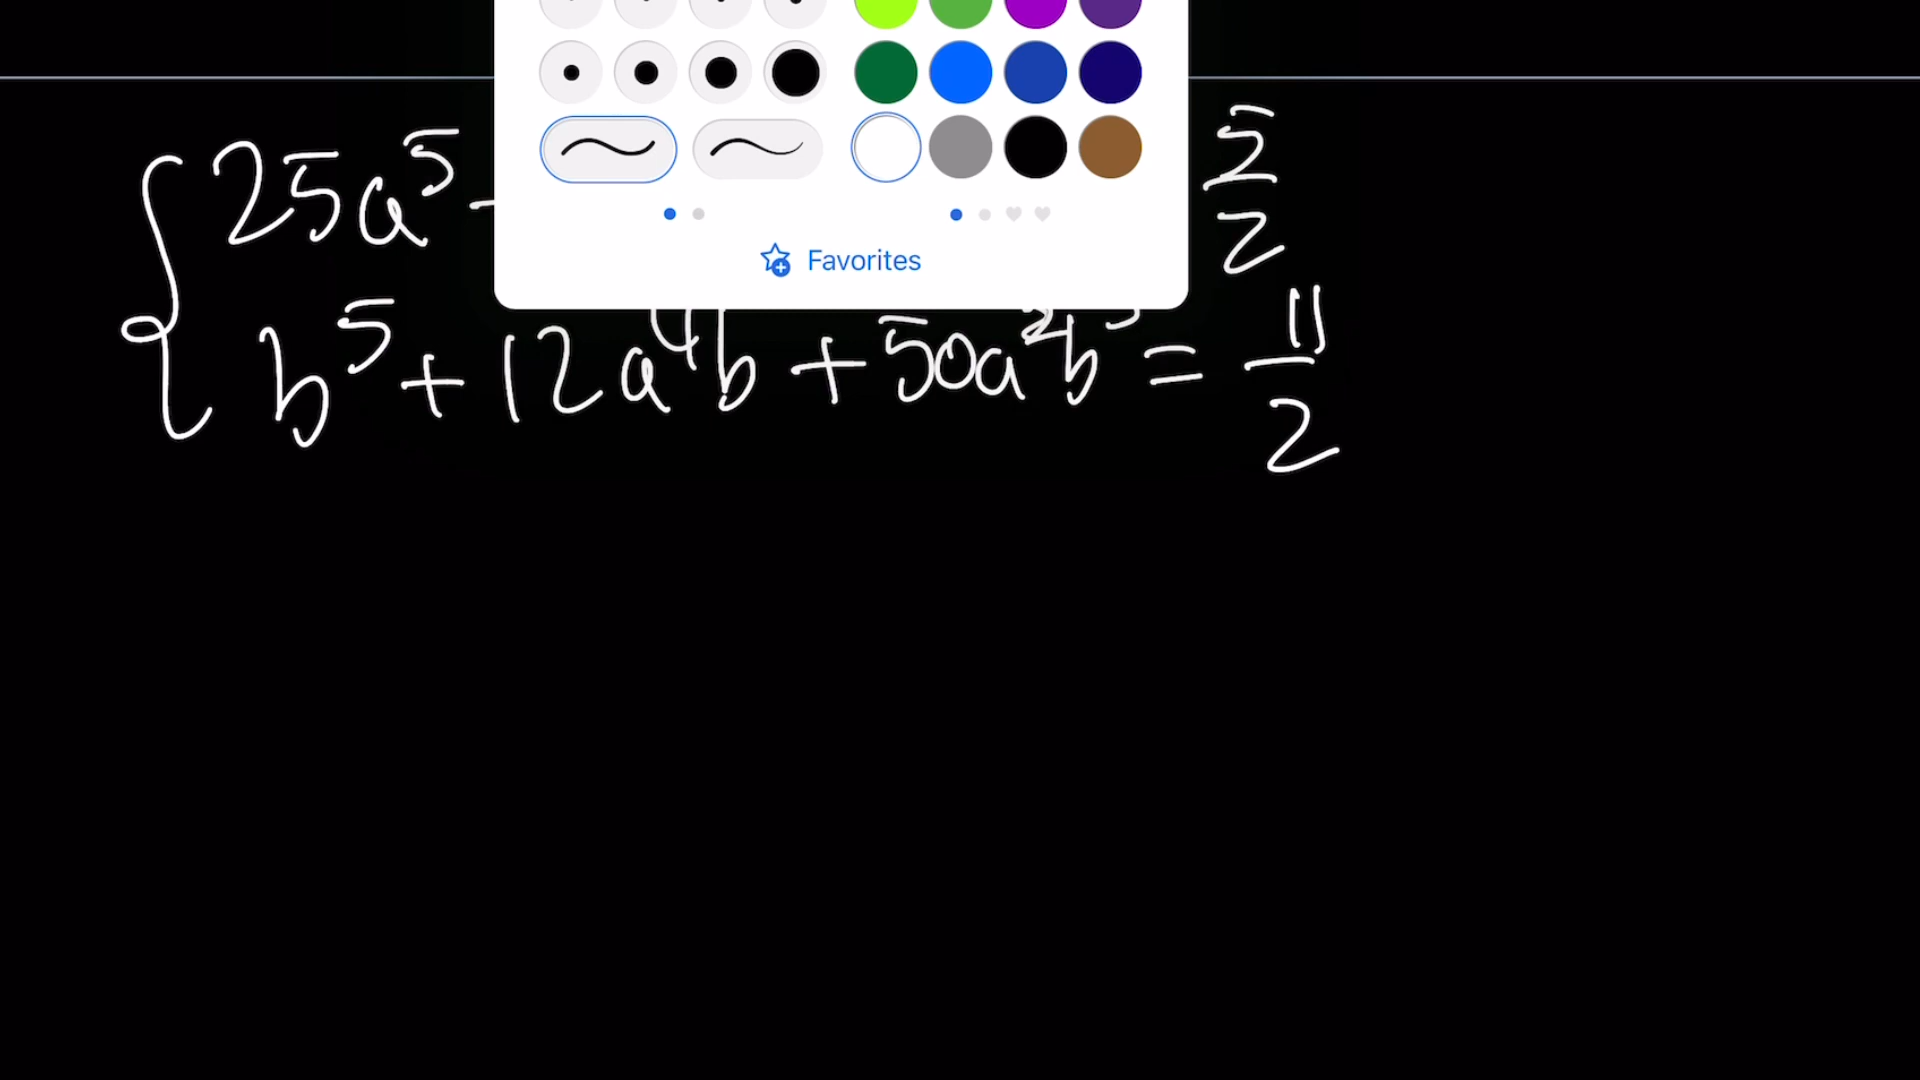 25a⁵ - 5/2
Favorites
b⁵ + 12a⁴b + 50a²b³ = 11/2